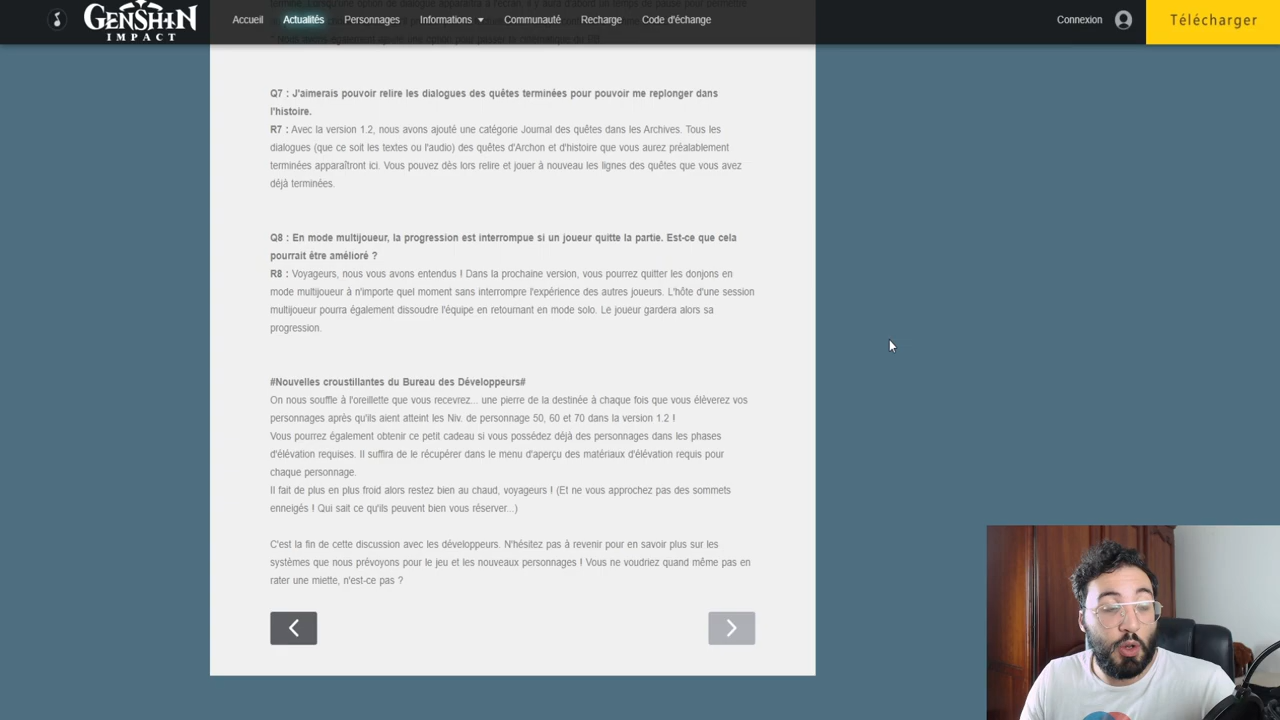 GENSHIN
IMPACT
Accueil
Actualités
Personnages
Informations
Communauté
Recharge
Code d'échange
Connexion
Télécharger
Q7 : J'aimerais pouvoir relire les dialogues des quêtes terminées pour pouvoir me replonger dans
l'histoire.
R7 : Avec la version 1.2, nous avons ajouté une catégorie Journal des quêtes dans les Archives. Tous les
dialogues (que ce soit les textes ou l'audio) des quêtes d'Archon et d'histoire que vous aurez préalablement
terminées apparaîtront ici. Vous pouvez dès lors relire et jouer à nouveau les lignes des quêtes que vous avez
déjà terminées.
Q8 : En mode multijoueur, la progression est interrompue si un joueur quitte la partie. Est-ce que cela
pourrait être amélioré ?
R8 : Voyageurs, nous vous avons entendus ! Dans la prochaine version, vous pourrez quitter les donjons en
mode multijoueur à n'importe quel moment sans interrompre l'expérience des autres joueurs. L'hôte d'une session
multijoueur pourra également dissoudre l'équipe en retournant en mode solo. Le joueur gardera alors sa
progression.
#Nouvelles croustillantes du Bureau des Développeurs#
On nous souffle à l'oreillette que vous recevrez... une pierre de la destinée à chaque fois que vous élèverez vos
personnages après qu'ils aient atteint les Niv. de personnage 50, 60 et 70 dans la version 1.2 !
Vous pourrez également obtenir ce petit cadeau si vous possédez déjà des personnages dans les phases
d'élévation requises. Il suffira de le récupérer dans le menu d'aperçu des matériaux d'élévation requis pour
chaque personnage.
Il fait de plus en plus froid alors restez bien au chaud, voyageurs ! (Et ne vous approchez pas des sommets
enneigés ! Qui sait ce qu'ils peuvent bien vous réserver...)
C'est la fin de cette discussion avec les développeurs. N'hésitez pas à revenir pour en savoir plus sur les
systèmes que nous prévoyons pour le jeu et les nouveaux personnages ! Vous ne voudriez quand même pas en
rater une miette, n'est-ce pas ?